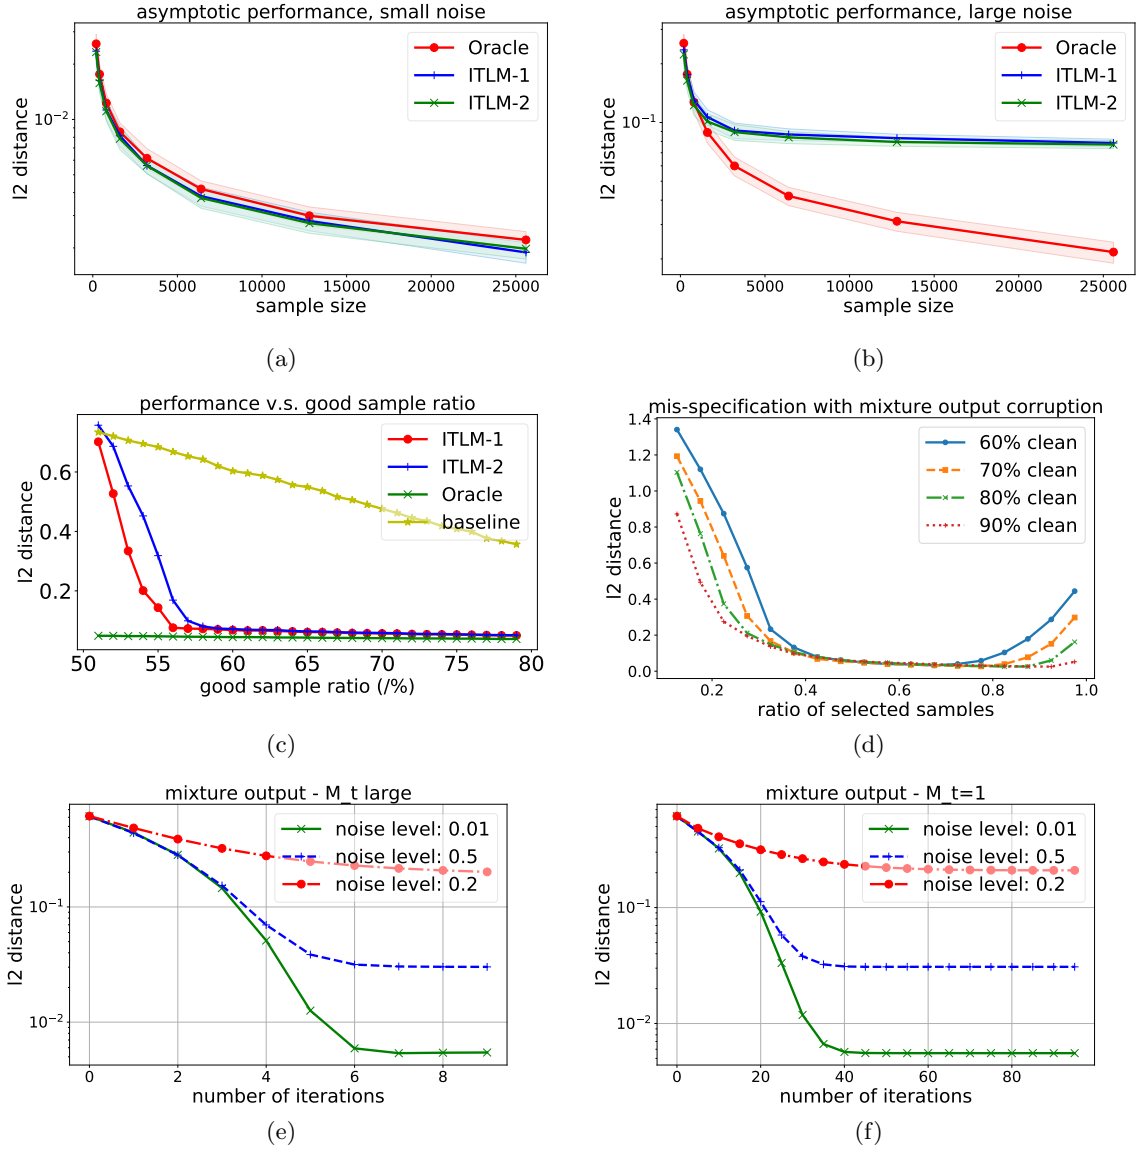 asymptotic performance, small noise
l2 distance
10⁻²
Oracle
ITLM-1
ITLM-2
0 5000 10000 15000 20000 25000
sample size
(a)
asymptotic performance, large noise
l2 distance
10⁻¹
Oracle
ITLM-1
ITLM-2
0 5000 10000 15000 20000 25000
sample size
(b)
performance v.s. good sample ratio
l2 distance
0.6
0.4
0.2
ITLM-1
ITLM-2
Oracle
baseline
50 55 60 65 70 75 80
good sample ratio (/%)
(c)
mis-specification with mixture output corruption
l2 distance
1.4
1.2
1.0
0.8
0.6
0.4
0.2
0.0
60% clean
70% clean
80% clean
90% clean
0.2 0.4 0.6 0.8 1.0
ratio of selected samples
(d)
mixture output - M_t large
l2 distance
10⁻¹
10⁻²
noise level: 0.01
noise level: 0.5
noise level: 0.2
0 2 4 6 8
number of iterations
(e)
mixture output - M_t=1
l2 distance
10⁻¹
10⁻²
noise level: 0.01
noise level: 0.5
noise level: 0.2
0 20 40 60 80
number of iterations
(f)